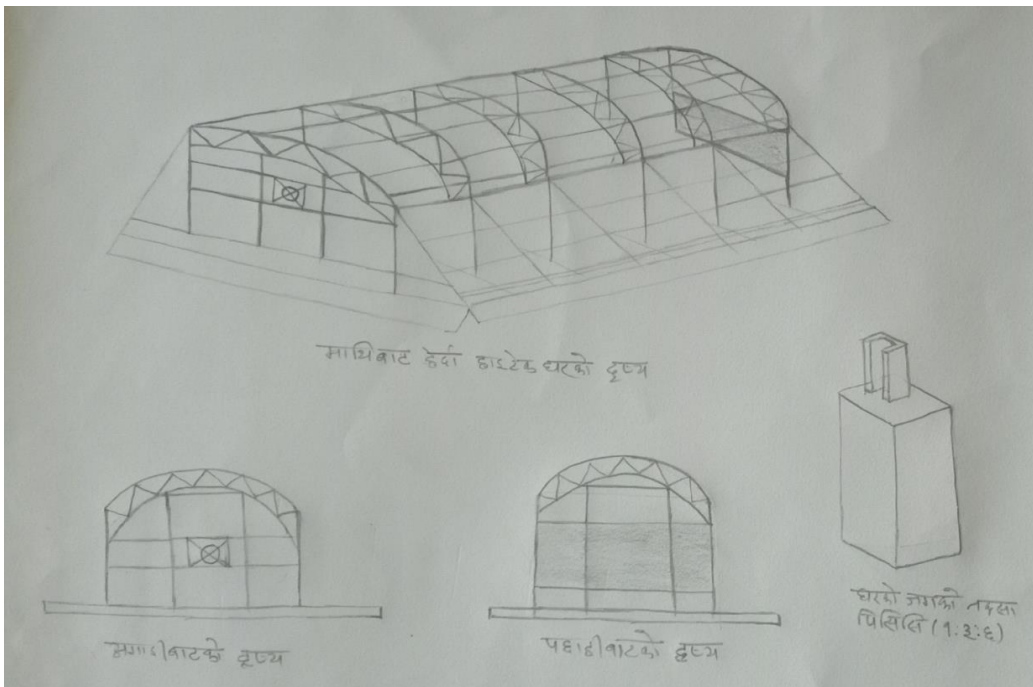 माथिबाट हेर्दा हाइटेक घरको दृष्य
अगाडीबाटको दृष्य
पछाडीबाटको दृष्य
घरको जगको नक्सा
पिसिसि (१:३:६)